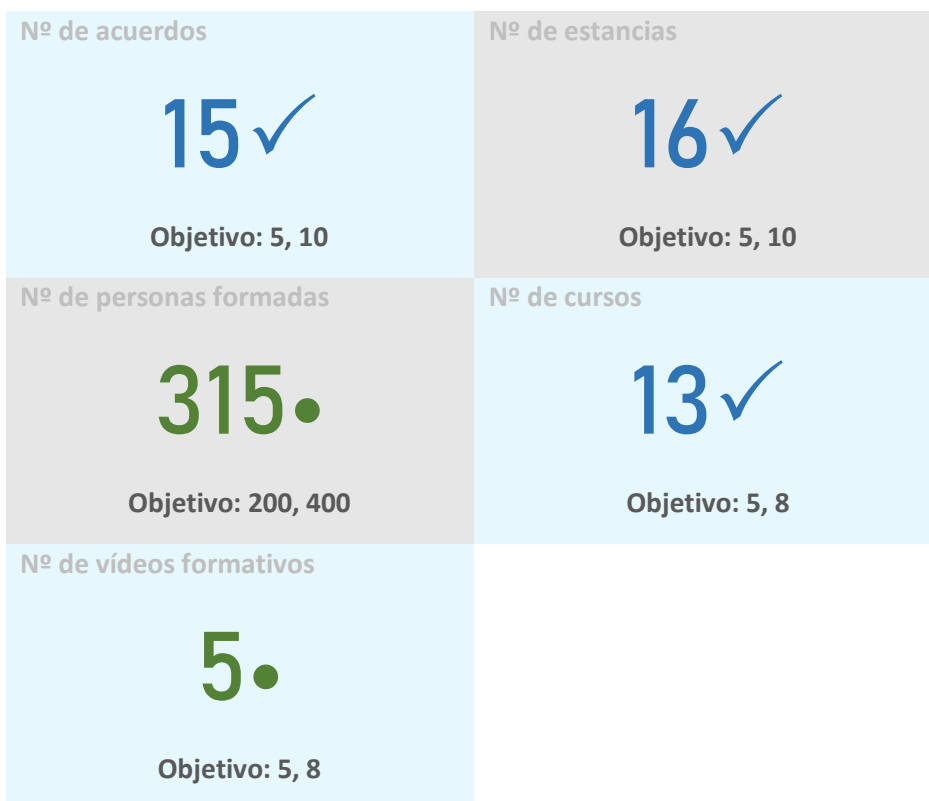 Nº de acuerdos
15✓
Objetivo: 5, 10
Nº de estancias
16✓
Objetivo: 5, 10
Nº de personas formadas
315●
Objetivo: 200, 400
Nº de cursos
13✓
Objetivo: 5, 8
Nº de vídeos formativos
5●
Objetivo: 5, 8